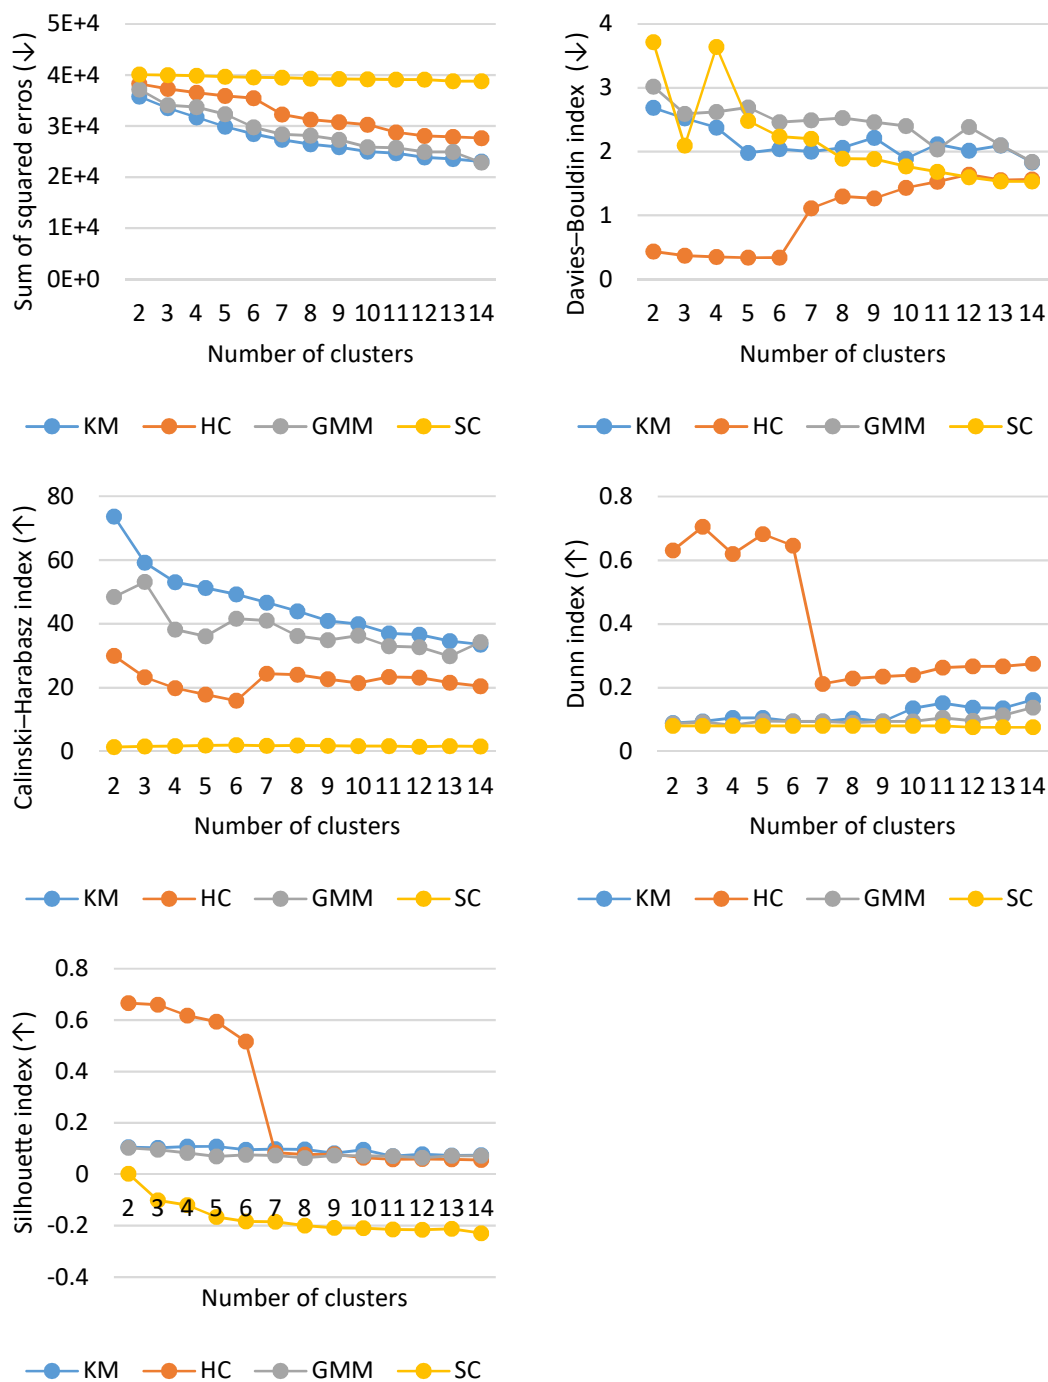 Sum of squared erros (↓)
5E+4
4E+4
3E+4
2E+4
1E+4
0E+0
2 3 4 5 6 7 8 9 10 11 12 13 14
Number of clusters
KM HC GMM SC
Davies–Bouldin index (↓)
4
3
2
1
0
2 3 4 5 6 7 8 9 10 11 12 13 14
Number of clusters
KM HC GMM SC
Calinski–Harabasz index (↑)
80
60
40
20
0
2 3 4 5 6 7 8 9 10 11 12 13 14
Number of clusters
KM HC GMM SC
Dunn index (↑)
0.8
0.6
0.4
0.2
0
2 3 4 5 6 7 8 9 10 11 12 13 14
Number of clusters
KM HC GMM SC
Silhouette index (↑)
0.8
0.6
0.4
0.2
0
-0.2
-0.4
2 3 4 5 6 7 8 9 10 11 12 13 14
Number of clusters
KM HC GMM SC